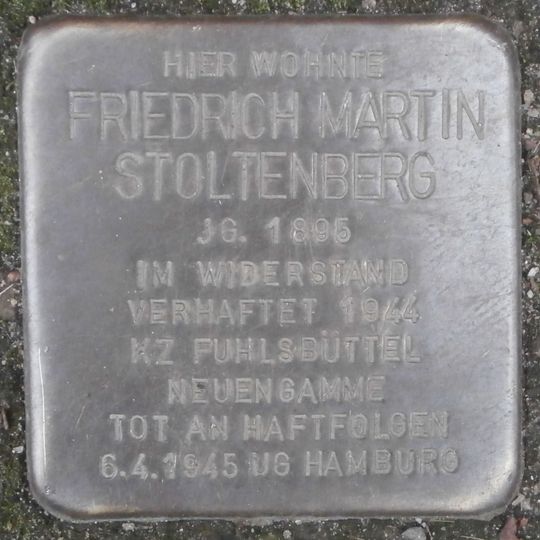 HIER WOHNTE
FRIEDRICH MARTIN
STOLTENBERG
JG. 1895
IM WIDERSTAND
VERHAFTET 1944
KZ FUHLSBÜTTEL
NEUENGAMME
TOT AN HAFTFOLGEN
6.4.1945 UG HAMBURG